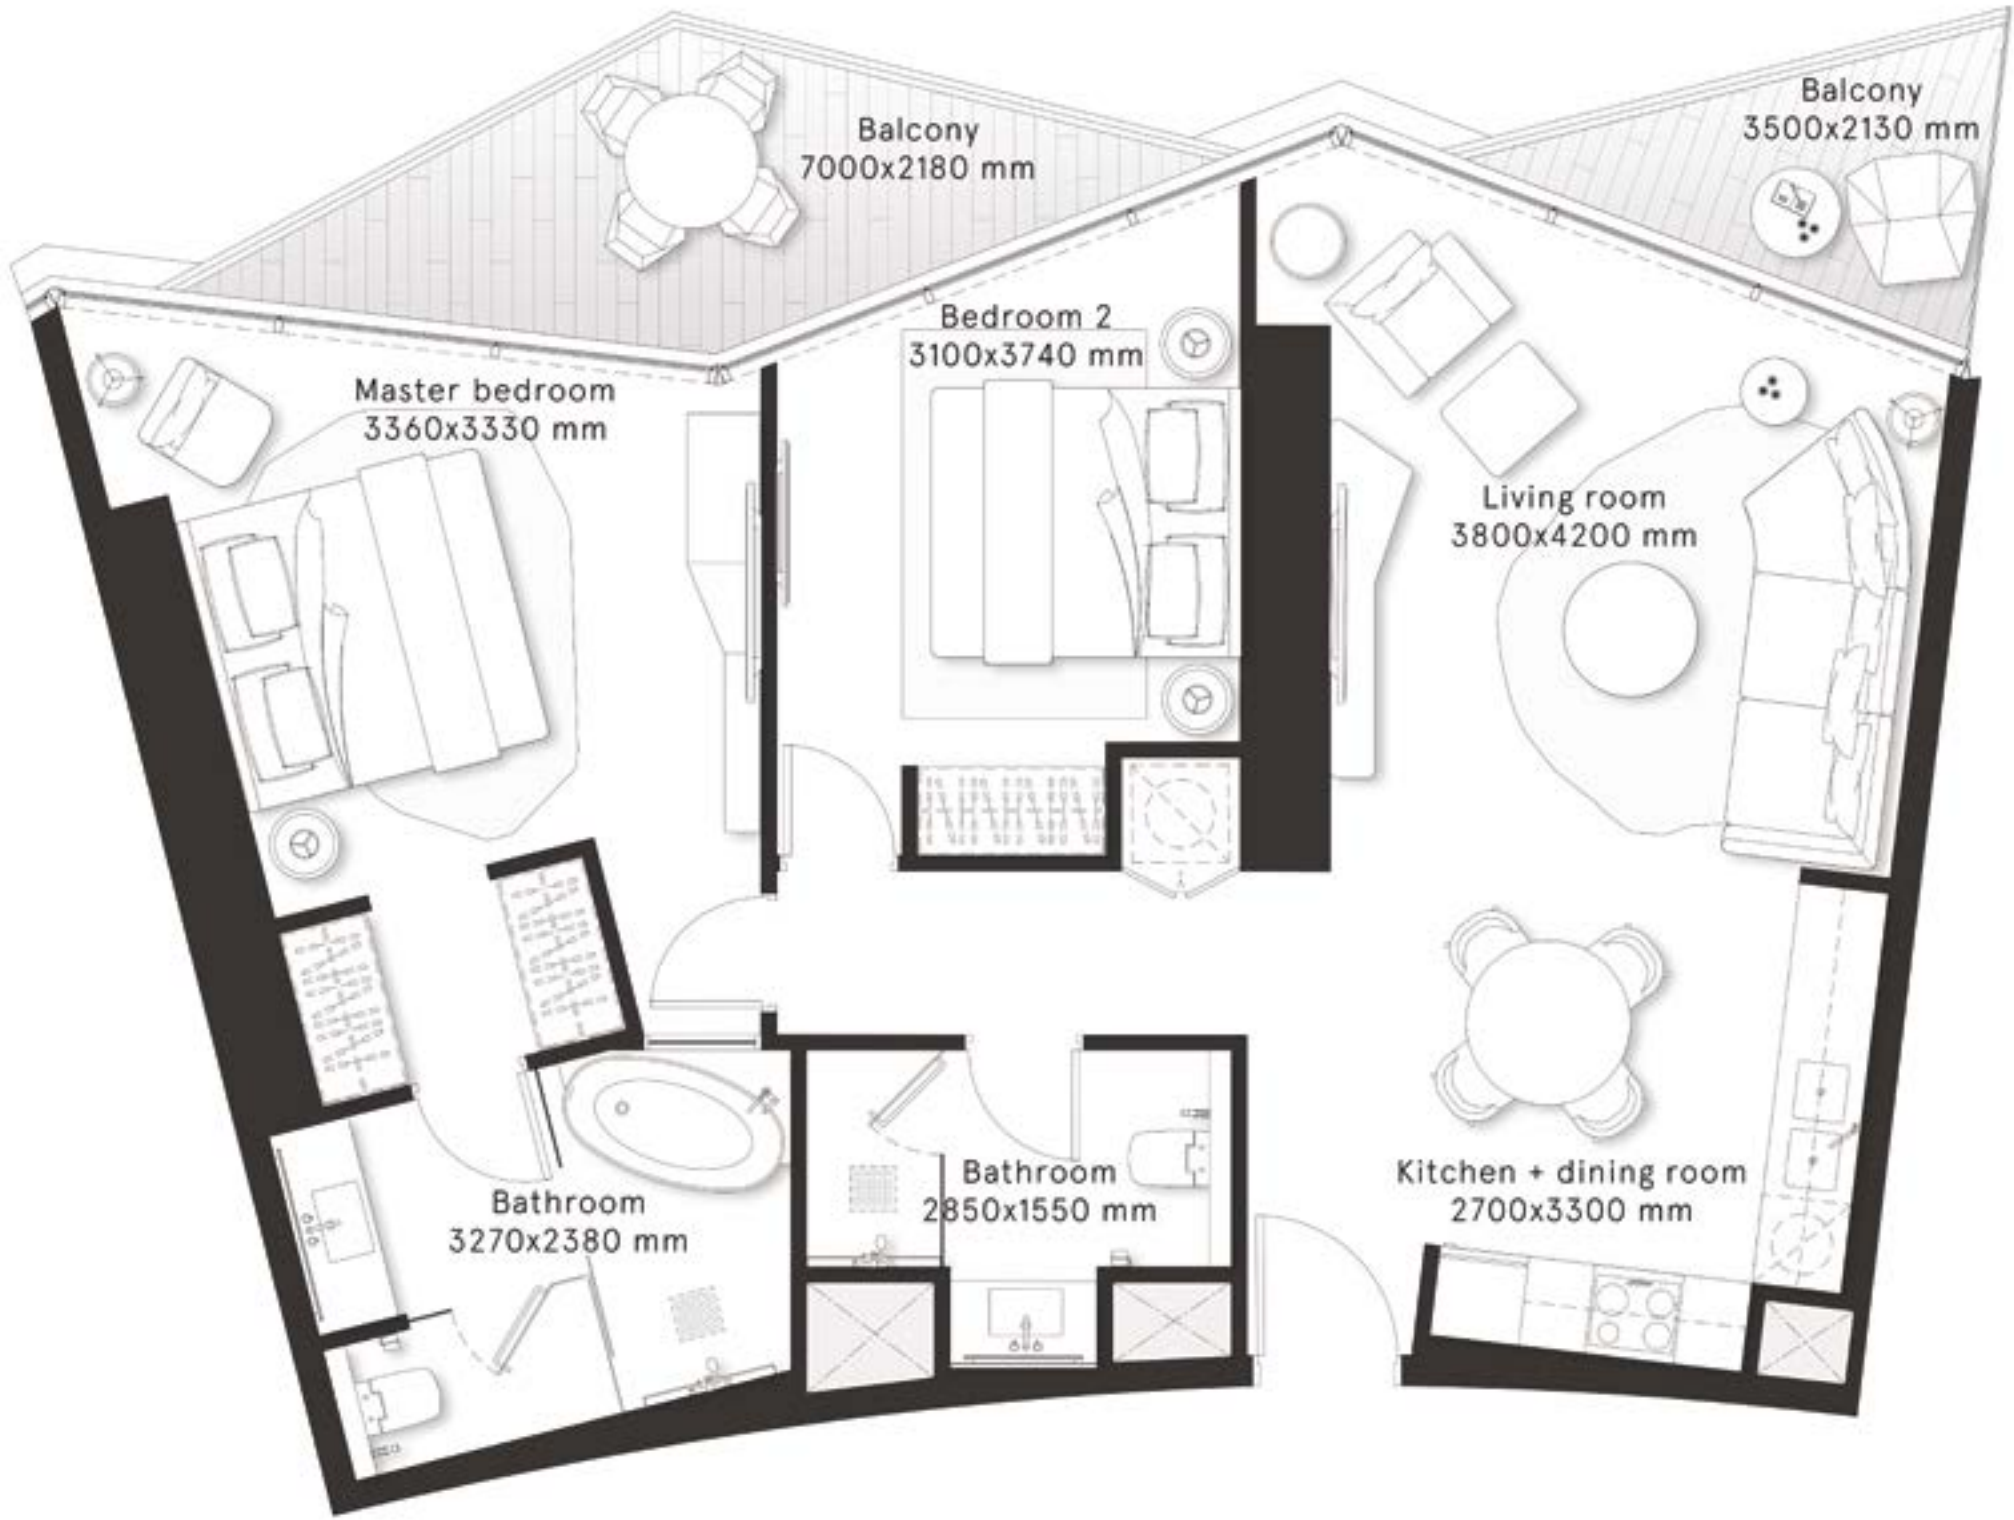 Balcony
3500x2130 mm
Balcony
7000x2180 mm
Bedroom 2
3100x3740 mm
Master bedroom
3360x3330 mm
Living room
3800x4200 mm
Bathroom
2850x1550 mm
Kitchen + dining room
2700x3300 mm
Bathroom
3270x2380 mm